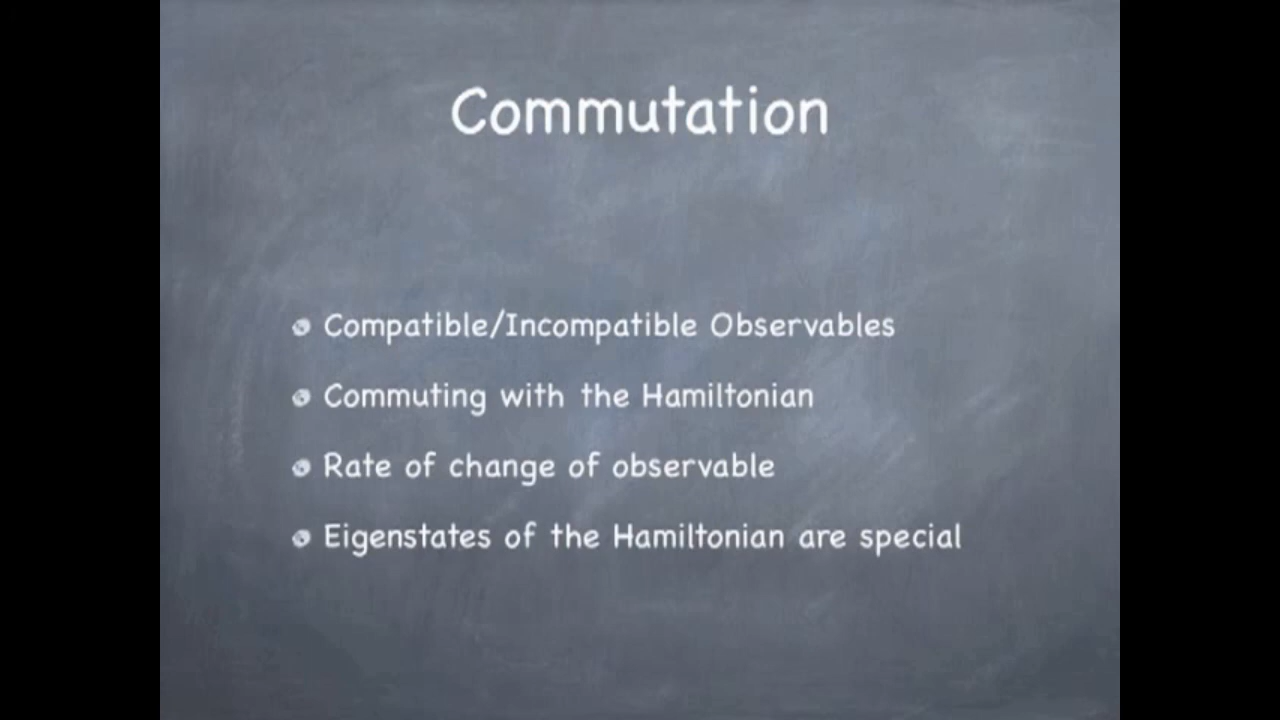 Commutation
Compatible/Incompatible Observables
Commuting with the Hamiltonian
Rate of change of observable
Eigenstates of the Hamiltonian are special